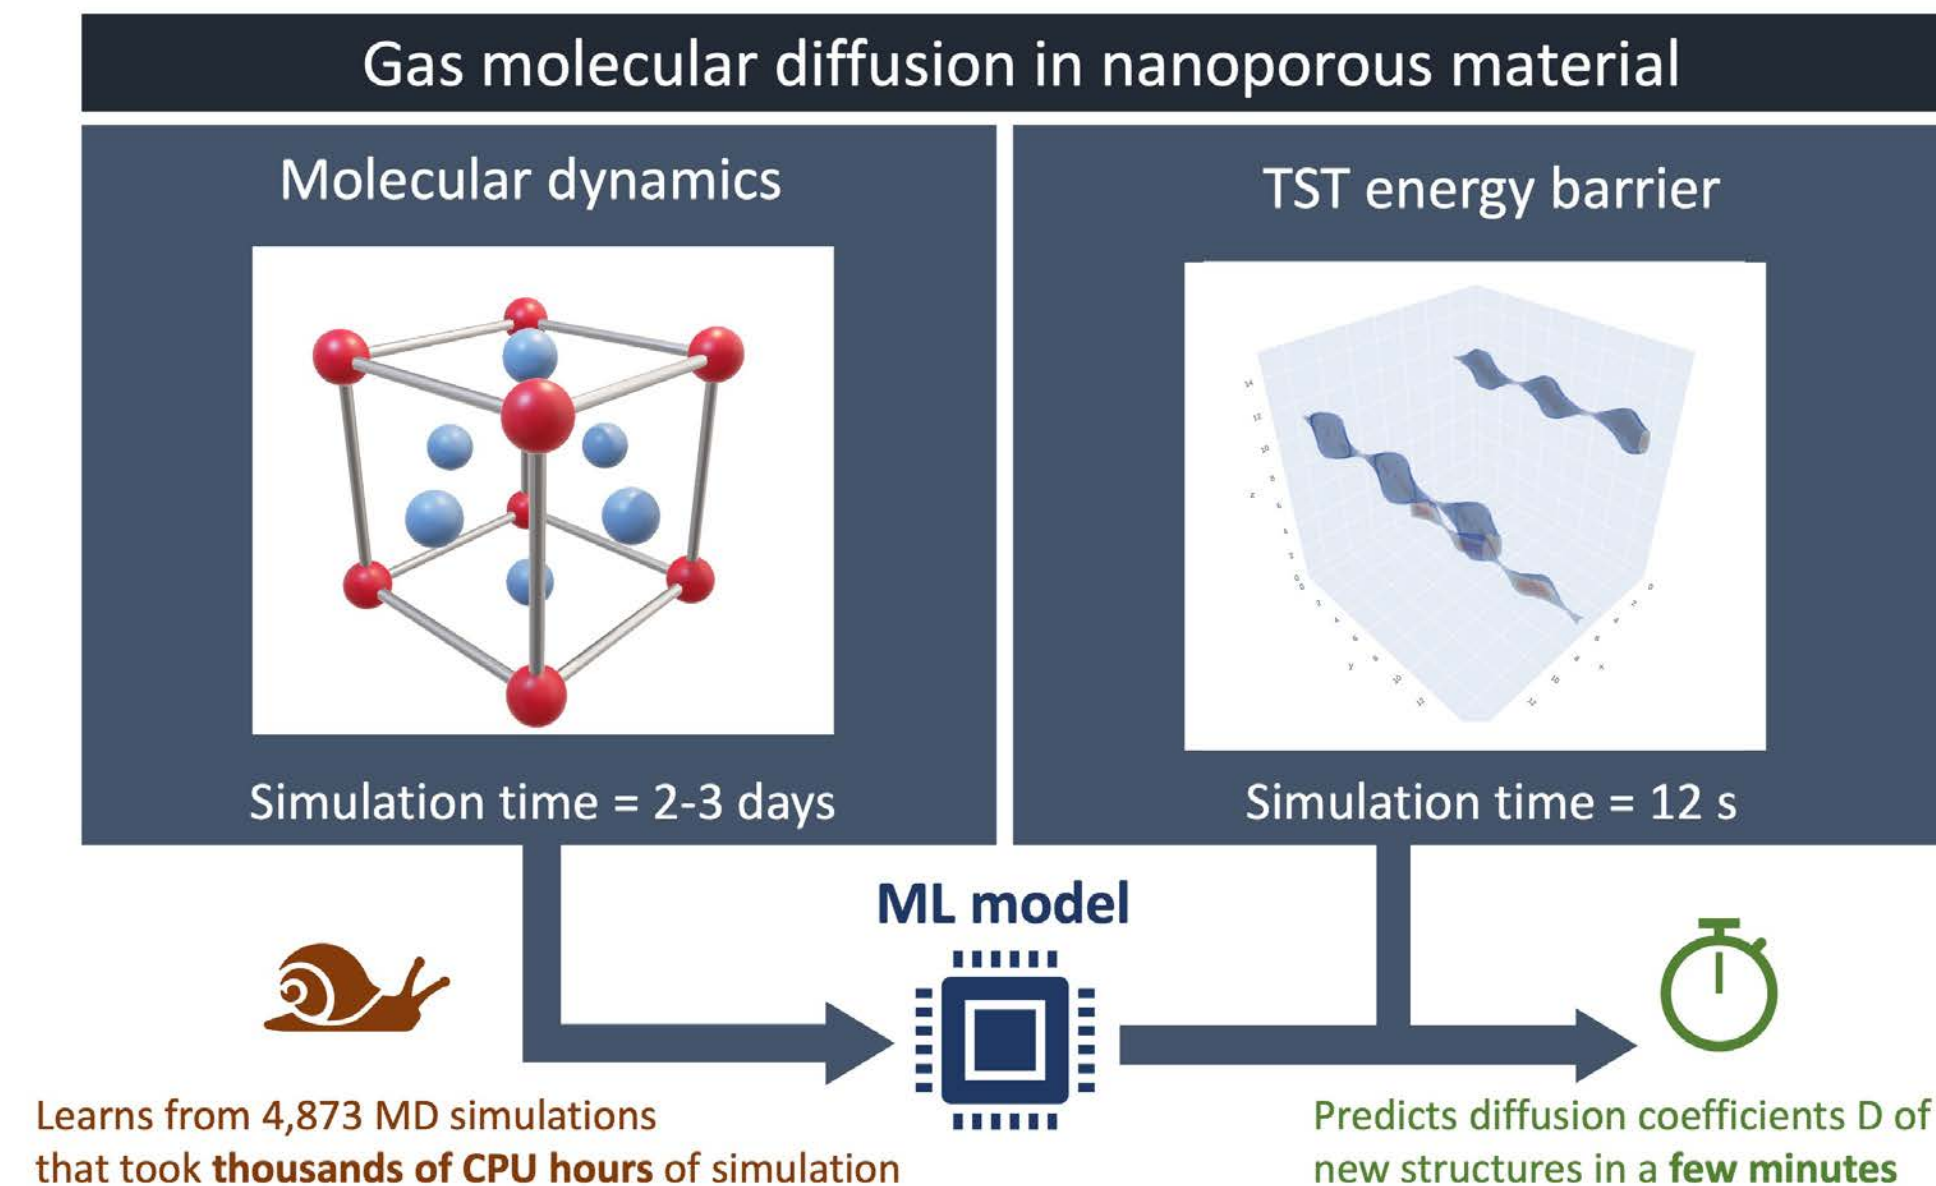 Gas molecular diffusion in nanoporous material
Molecular dynamics
TST energy barrier
Simulation time = 2-3 days
Simulation time = 12 s
ML model
Learns from 4,873 MD simulations
that took thousands of CPU hours of simulation
Predicts diffusion coefficients D of
new structures in a few minutes